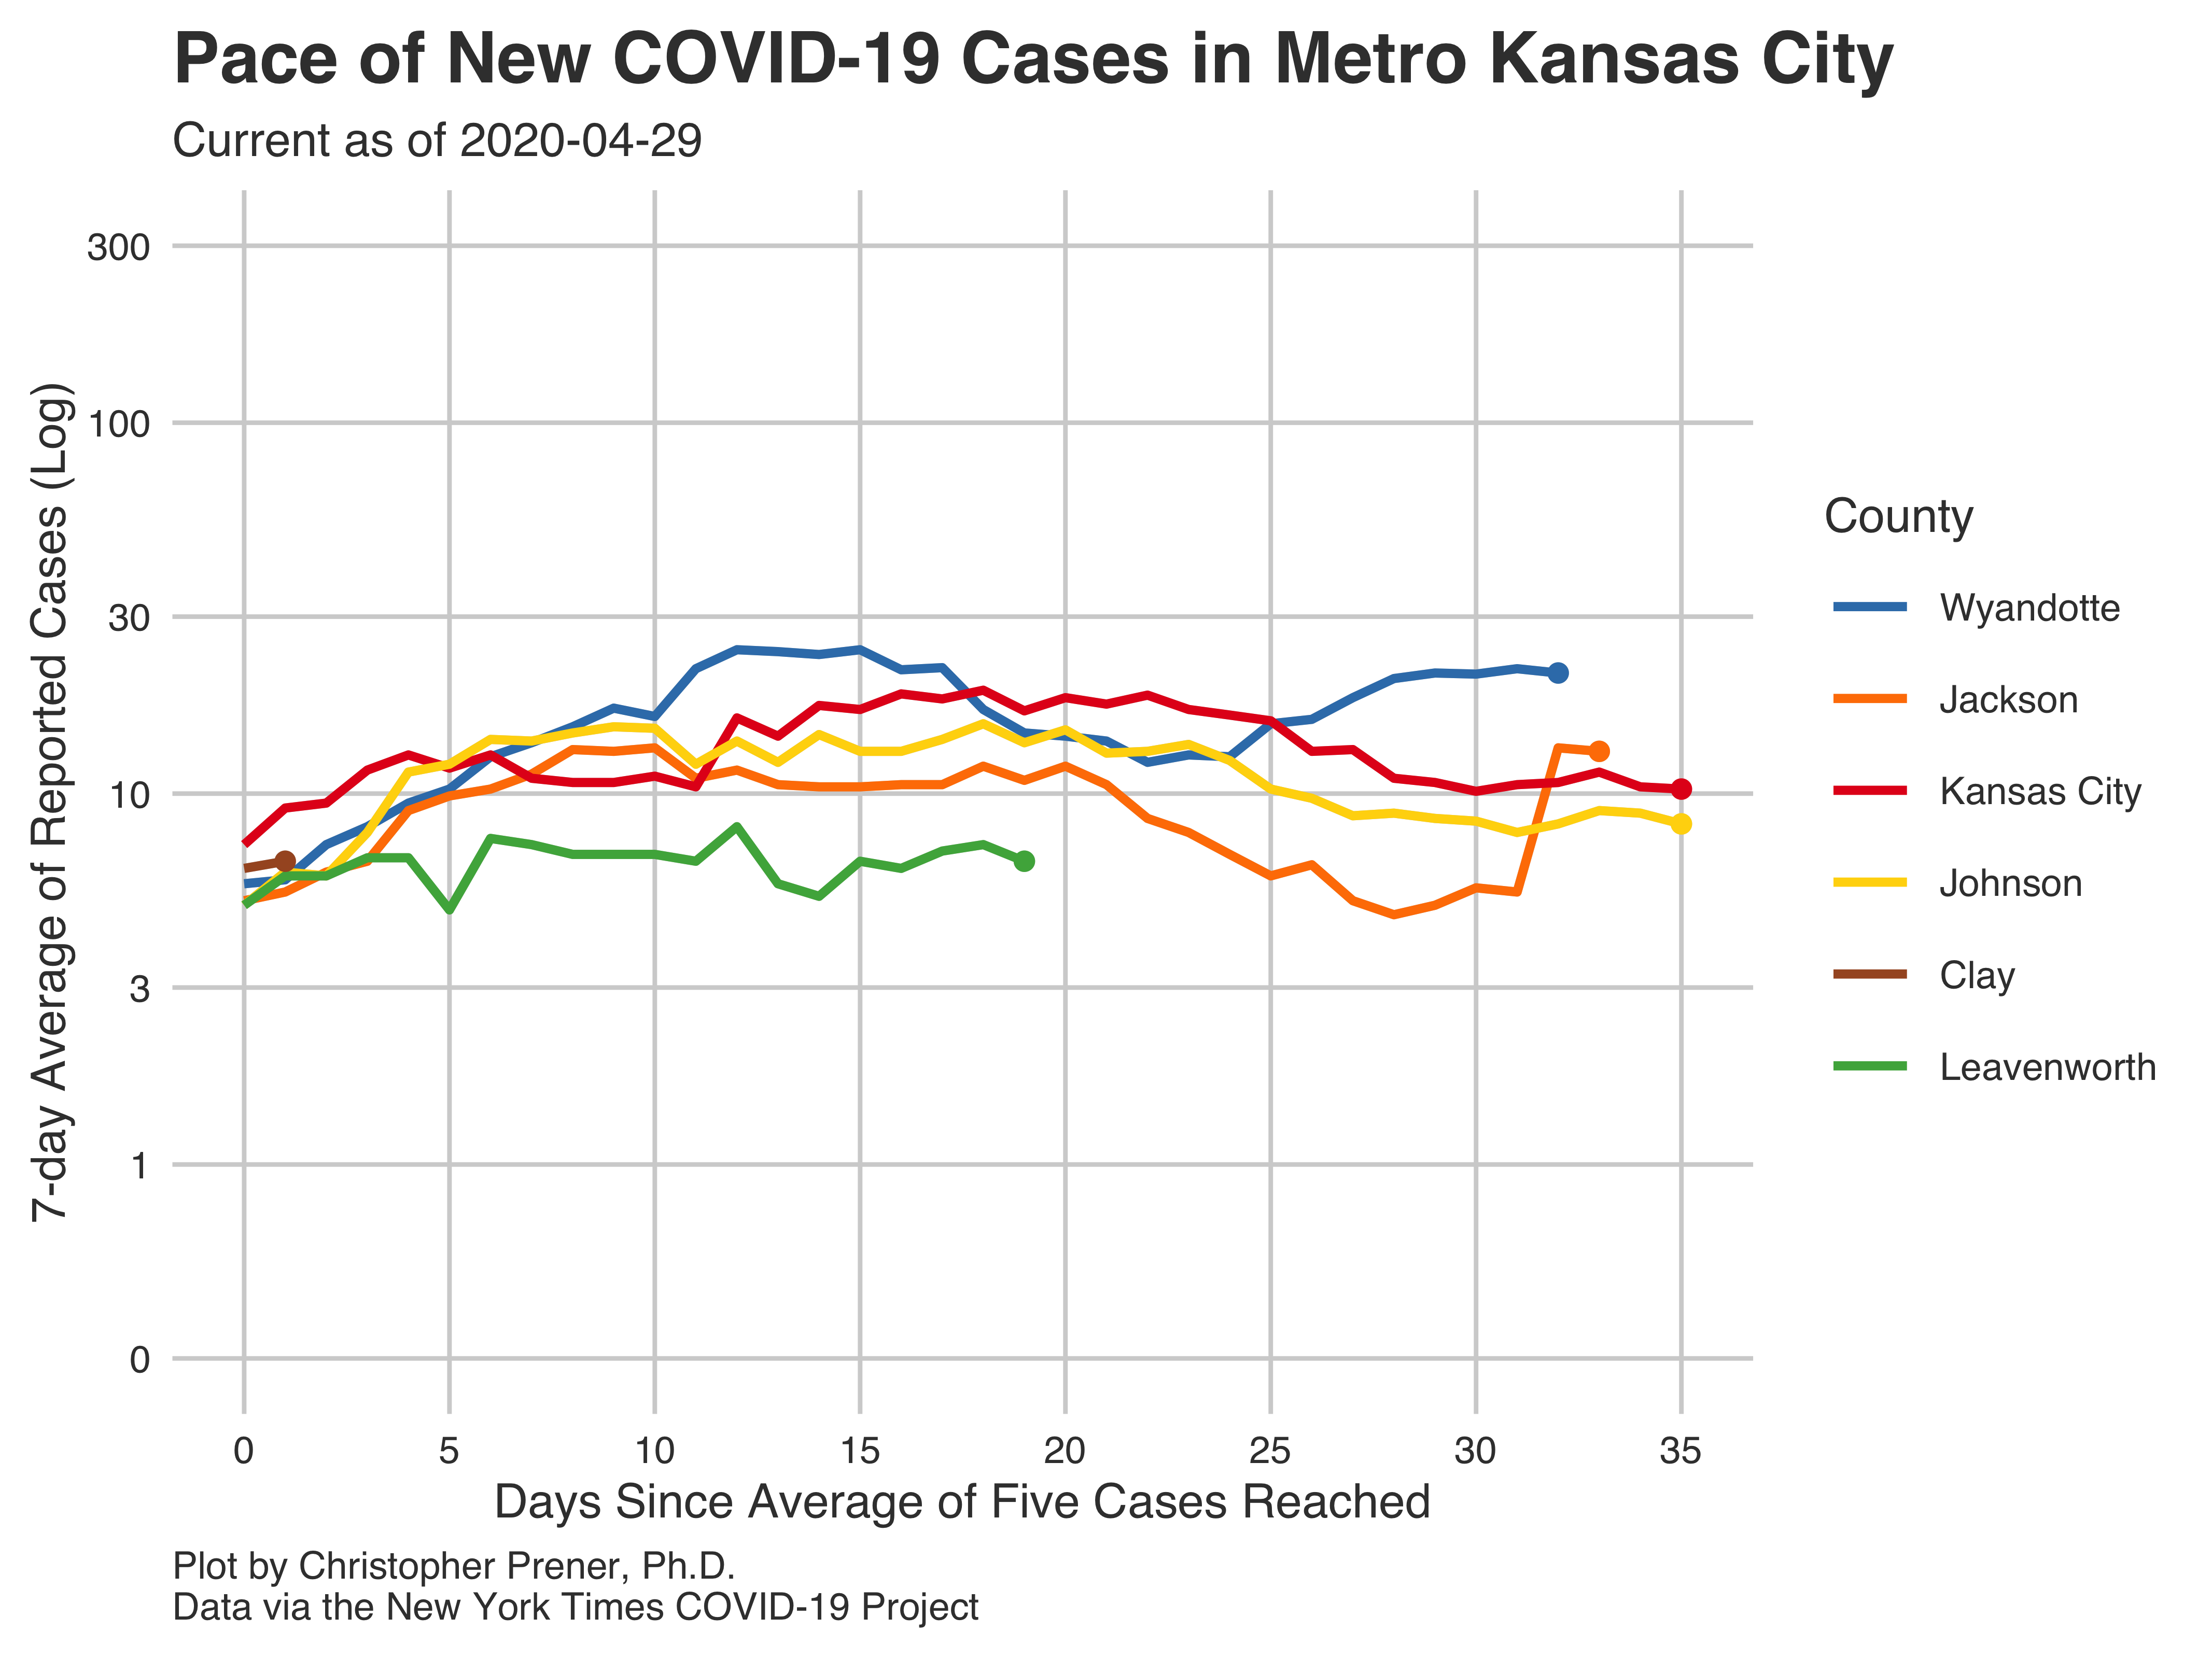 Pace of New COVID-19 Cases in Metro Kansas City
Current as of 2020-04-29
7-day Average of Reported Cases (Log)
300
100
30
10
3
1
0
0 5 10 15 20 25 30 35
Days Since Average of Five Cases Reached
County
Wyandotte
Jackson
Kansas City
Johnson
Clay
Leavenworth
Plot by Christopher Prener, Ph.D.
Data via the New York Times COVID-19 Project